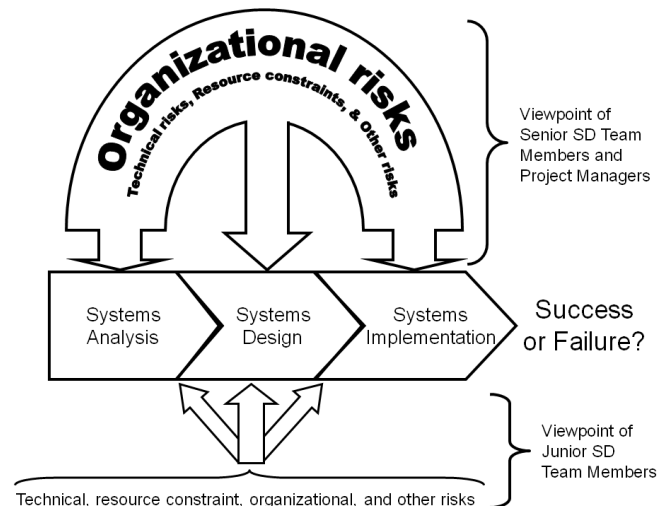 Organizational risks
Technical risks, Resource constraints, & Other risks
Viewpoint of
Senior SD Team
Members and
Project Managers
Systems
Analysis
Systems
Design
Systems
Implementation
Success
or Failure?
Viewpoint of
Junior SD
Team Members
Technical, resource constraint, organizational, and other risks